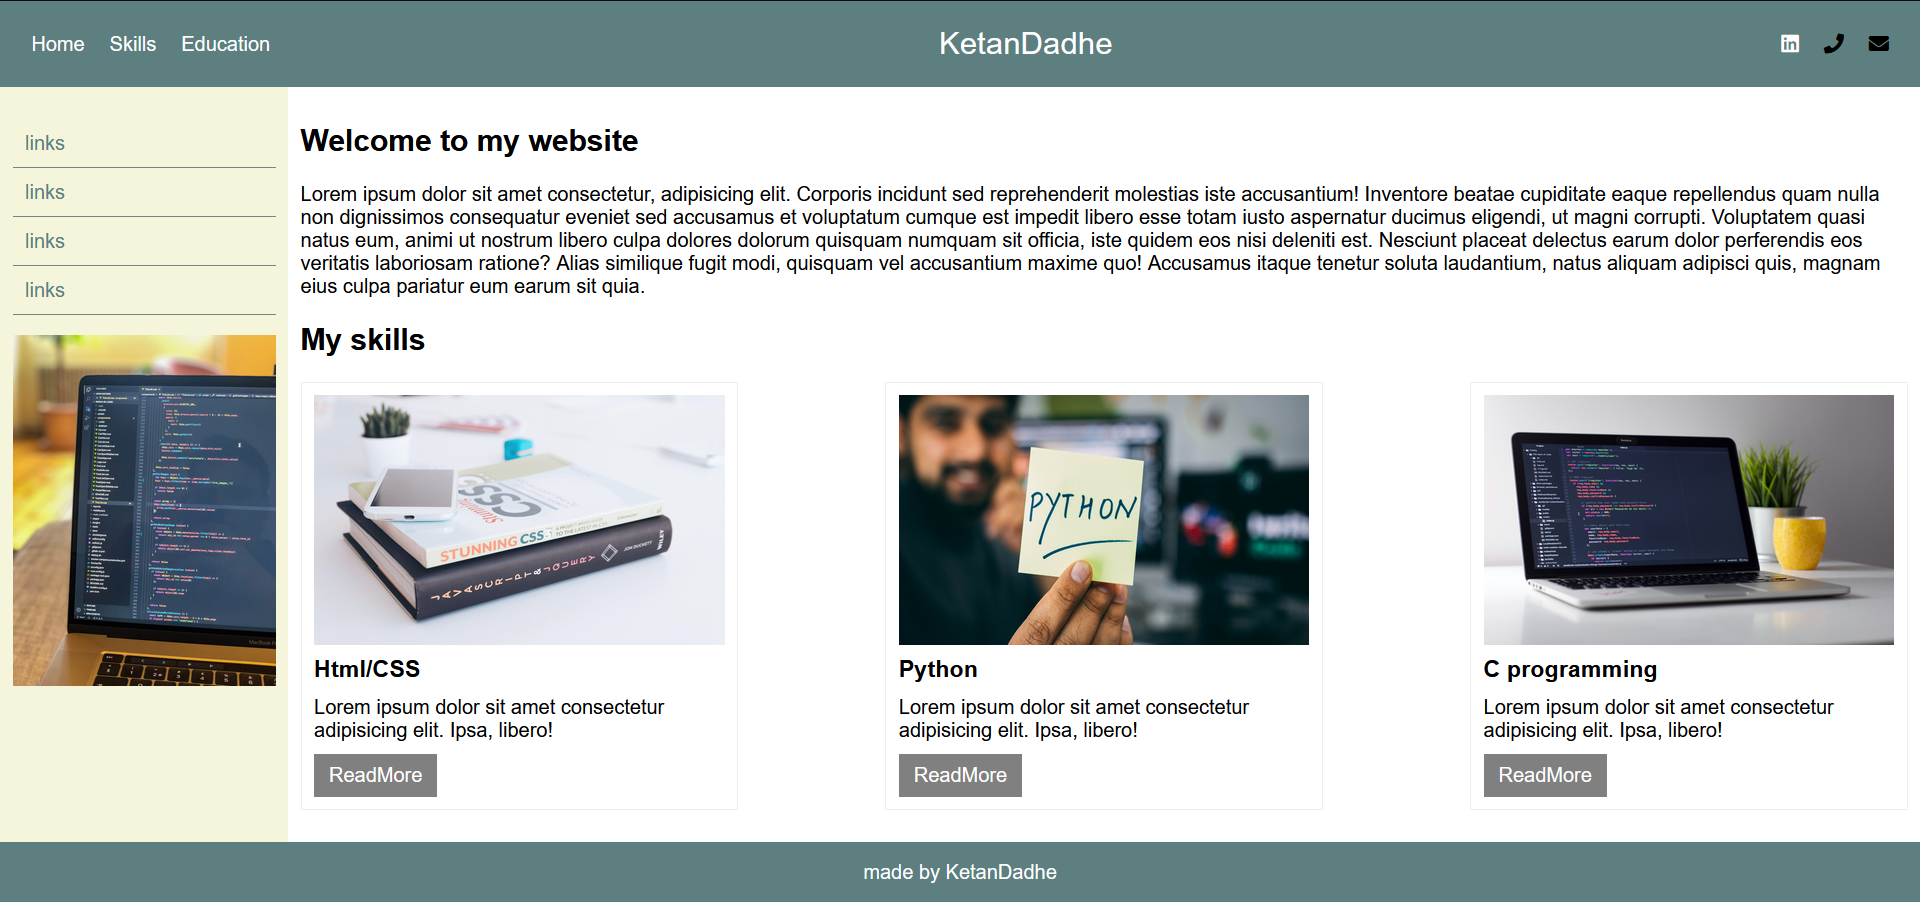 Home Skills Education KetanDadhe
links
links
links
links
Welcome to my website
Lorem ipsum dolor sit amet consectetur, adipisicing elit. Corporis incidunt sed reprehenderit molestias iste accusantium! Inventore beatae cupiditate eaque repellendus quam nulla
non dignissimos consequatur eveniet sed accusamus et voluptatum cumque est impedit libero esse totam iusto aspernatur ducimus eligendi, ut magni corrupti. Voluptatem quasi
natus eum, animi ut nostrum libero culpa dolores dolorum quisquam numquam sit officia, iste quidem eos nisi deleniti est. Nesciunt placeat delectus earum dolor perferendis eos
veritatis laboriosam ratione? Alias similique fugit modi, quisquam vel accusantium maxime quo! Accusamus itaque tenetur soluta laudantium, natus aliquam adipisci quis, magnam
eius culpa pariatur eum earum sit quia.
My skills
CSS
STUNNING CSS
JAVASCRIPT & JQUERY JON DUCKETT WILEY
Html/CSS
Lorem ipsum dolor sit amet consectetur
adipisicing elit. Ipsa, libero!
ReadMore
PYTHON
Python
Lorem ipsum dolor sit amet consectetur
adipisicing elit. Ipsa, libero!
ReadMore
C programming
Lorem ipsum dolor sit amet consectetur
adipisicing elit. Ipsa, libero!
ReadMore
made by KetanDadhe